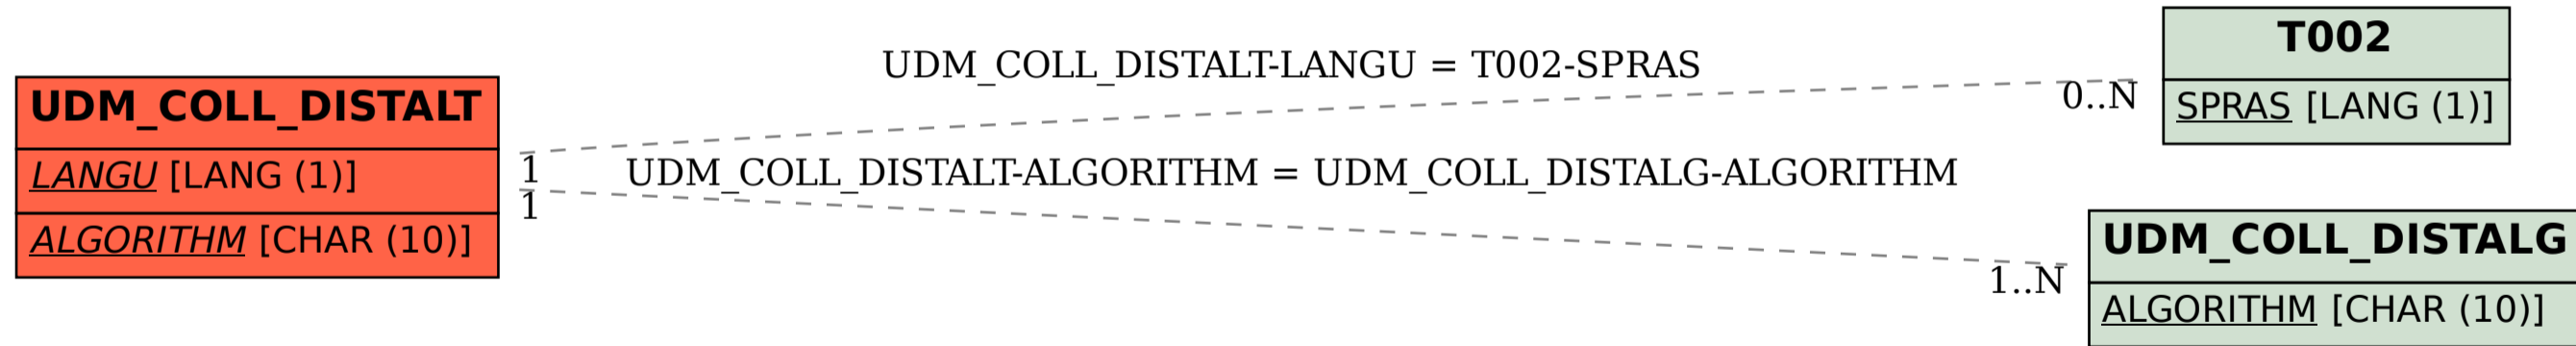 UDM_COLL_DISTALT
LANGU [LANG (1)]
ALGORITHM [CHAR (10)]
UDM_COLL_DISTALT-LANGU = T002-SPRAS
1
0..N
UDM_COLL_DISTALT-ALGORITHM = UDM_COLL_DISTALG-ALGORITHM
1
1..N
T002
SPRAS [LANG (1)]
UDM_COLL_DISTALG
ALGORITHM [CHAR (10)]